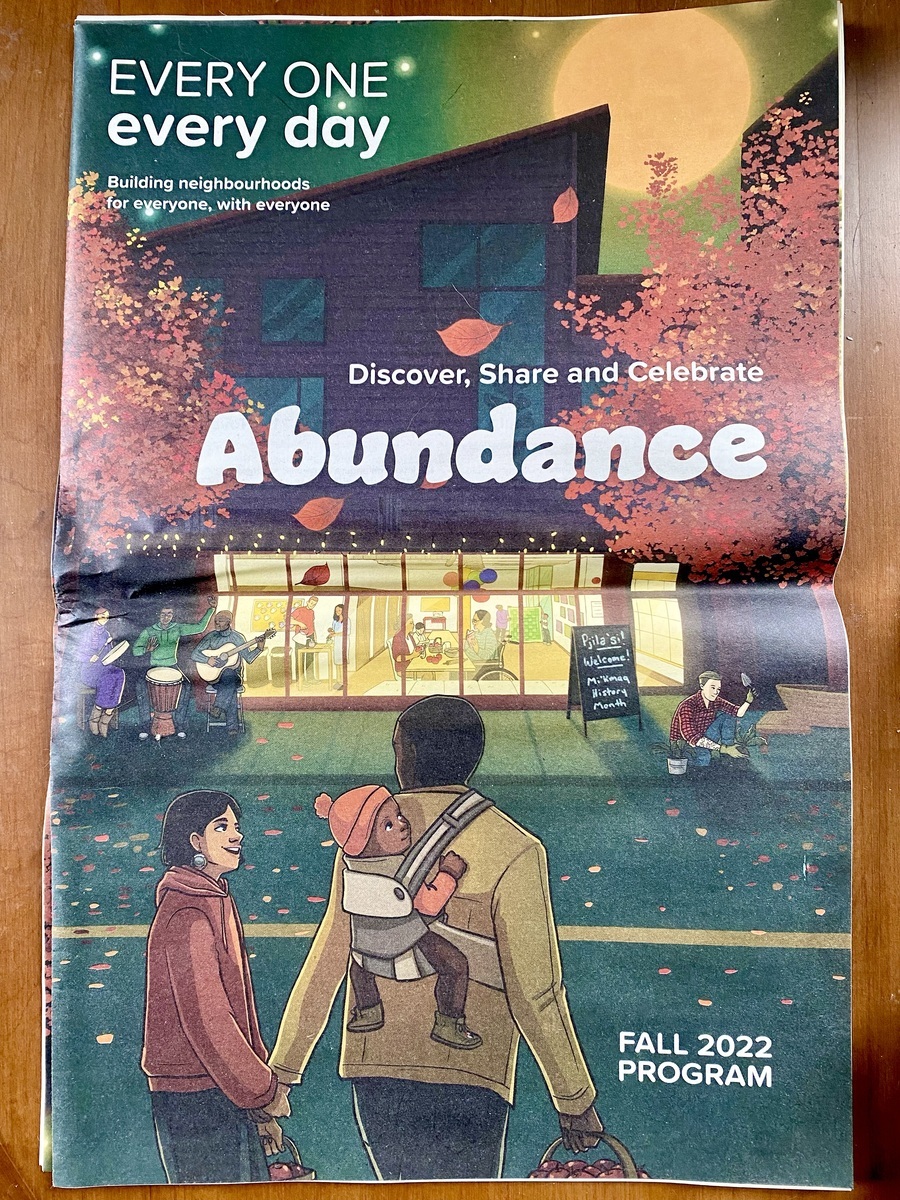 EVERY ONE
every day
Building neighbourhoods
for everyone, with everyone
Discover, Share and Celebrate
Abundance
Pjila'si!
Welcome!
Mi'kmaq
History
Month
FALL 2022
PROGRAM